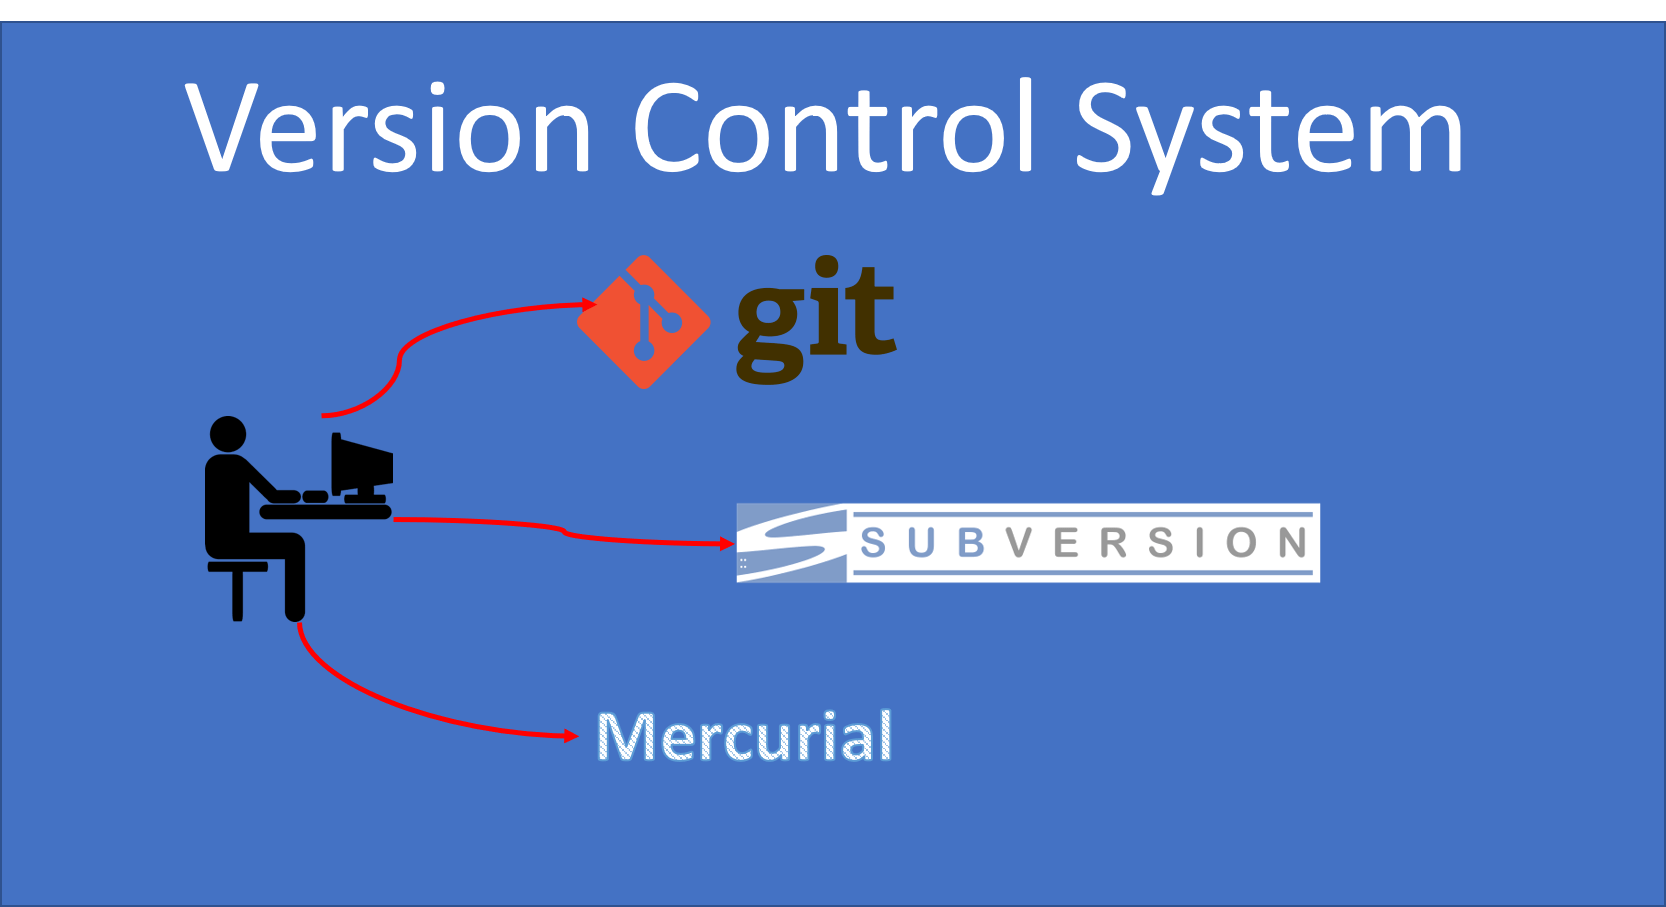 Version Control System
git
SUBVERSION
Mercurial